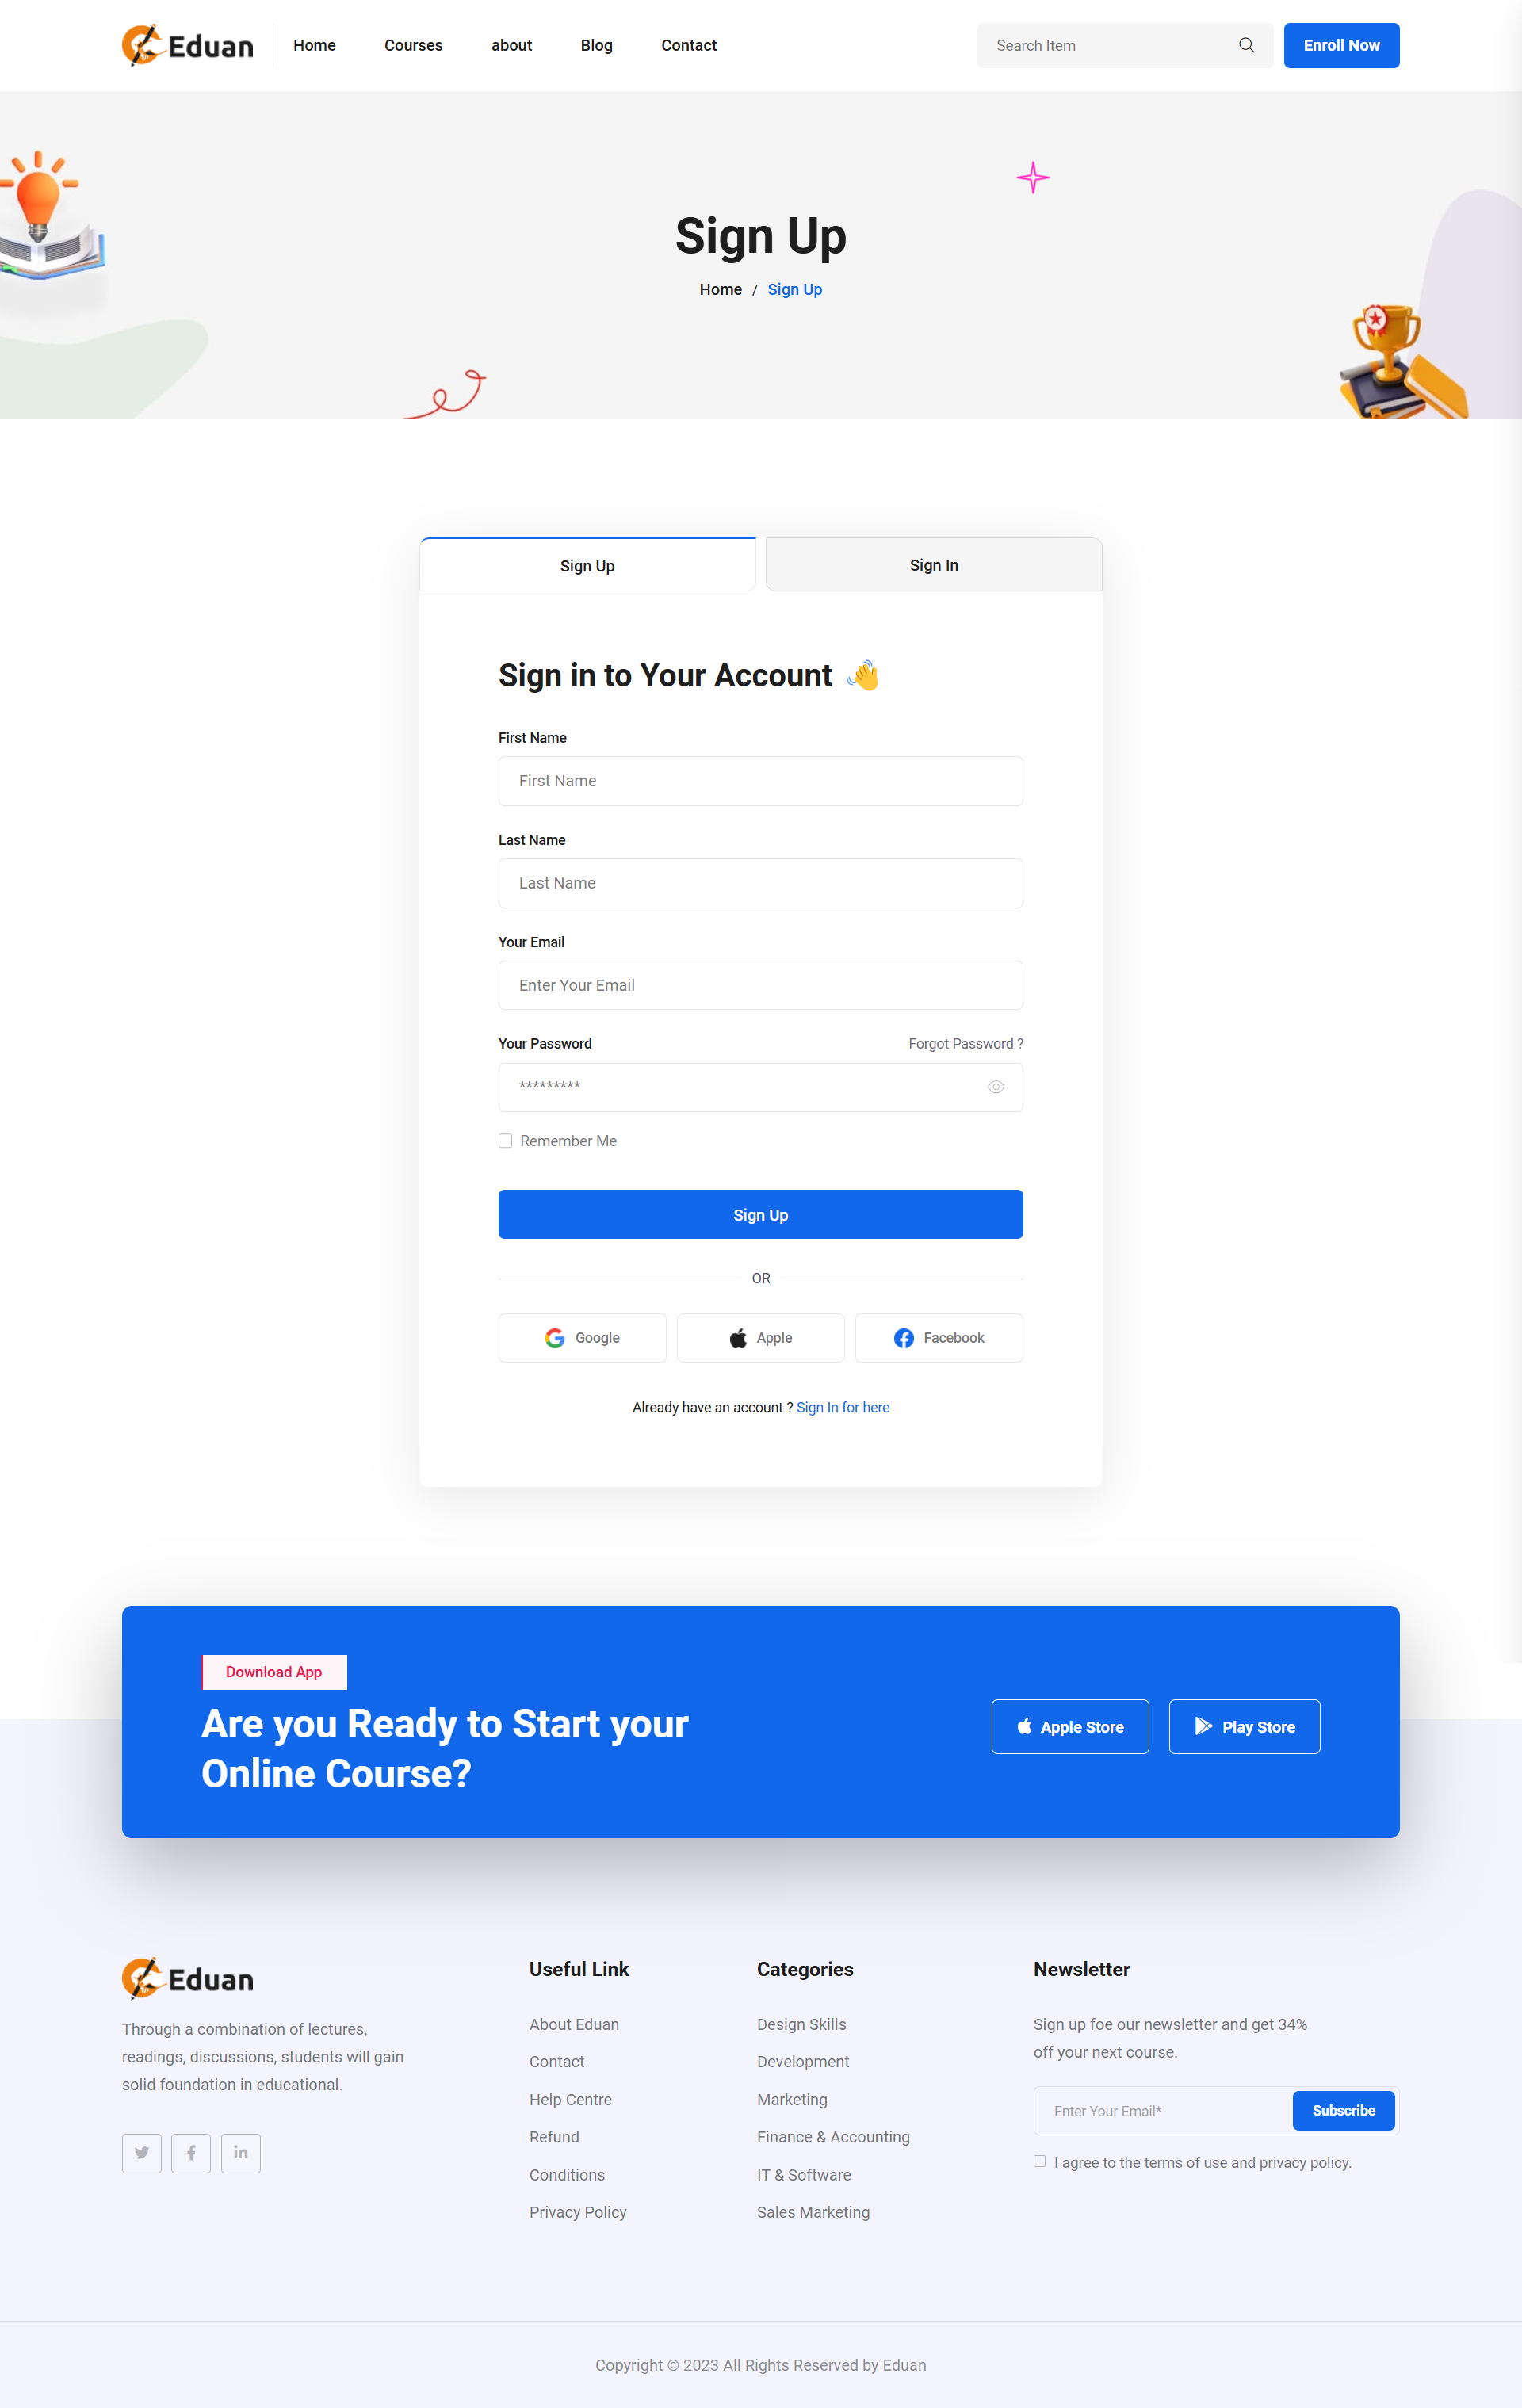 Eduan
Home
Courses
about
Blog
Contact
Search Item
Enroll Now
Sign Up
Home / Sign Up
Sign Up
Sign In
Sign in to Your Account
First Name
First Name
Last Name
Last Name
Your Email
Enter Your Email
Your Password
Forgot Password ?
*********
Remember Me
Sign Up
OR
Google
Apple
Facebook
Already have an account ? Sign In for here
Download App
Are you Ready to Start your
Online Course?
Apple Store
Play Store
Eduan
Through a combination of lectures,
readings, discussions, students will gain
solid foundation in educational.
Useful Link
About Eduan
Contact
Help Centre
Refund
Conditions
Privacy Policy
Categories
Design Skills
Development
Marketing
Finance & Accounting
IT & Software
Sales Marketing
Newsletter
Sign up foe our newsletter and get 34%
off your next course.
Enter Your Email*
Subscribe
I agree to the terms of use and privacy policy.
Copyright © 2023 All Rights Reserved by Eduan